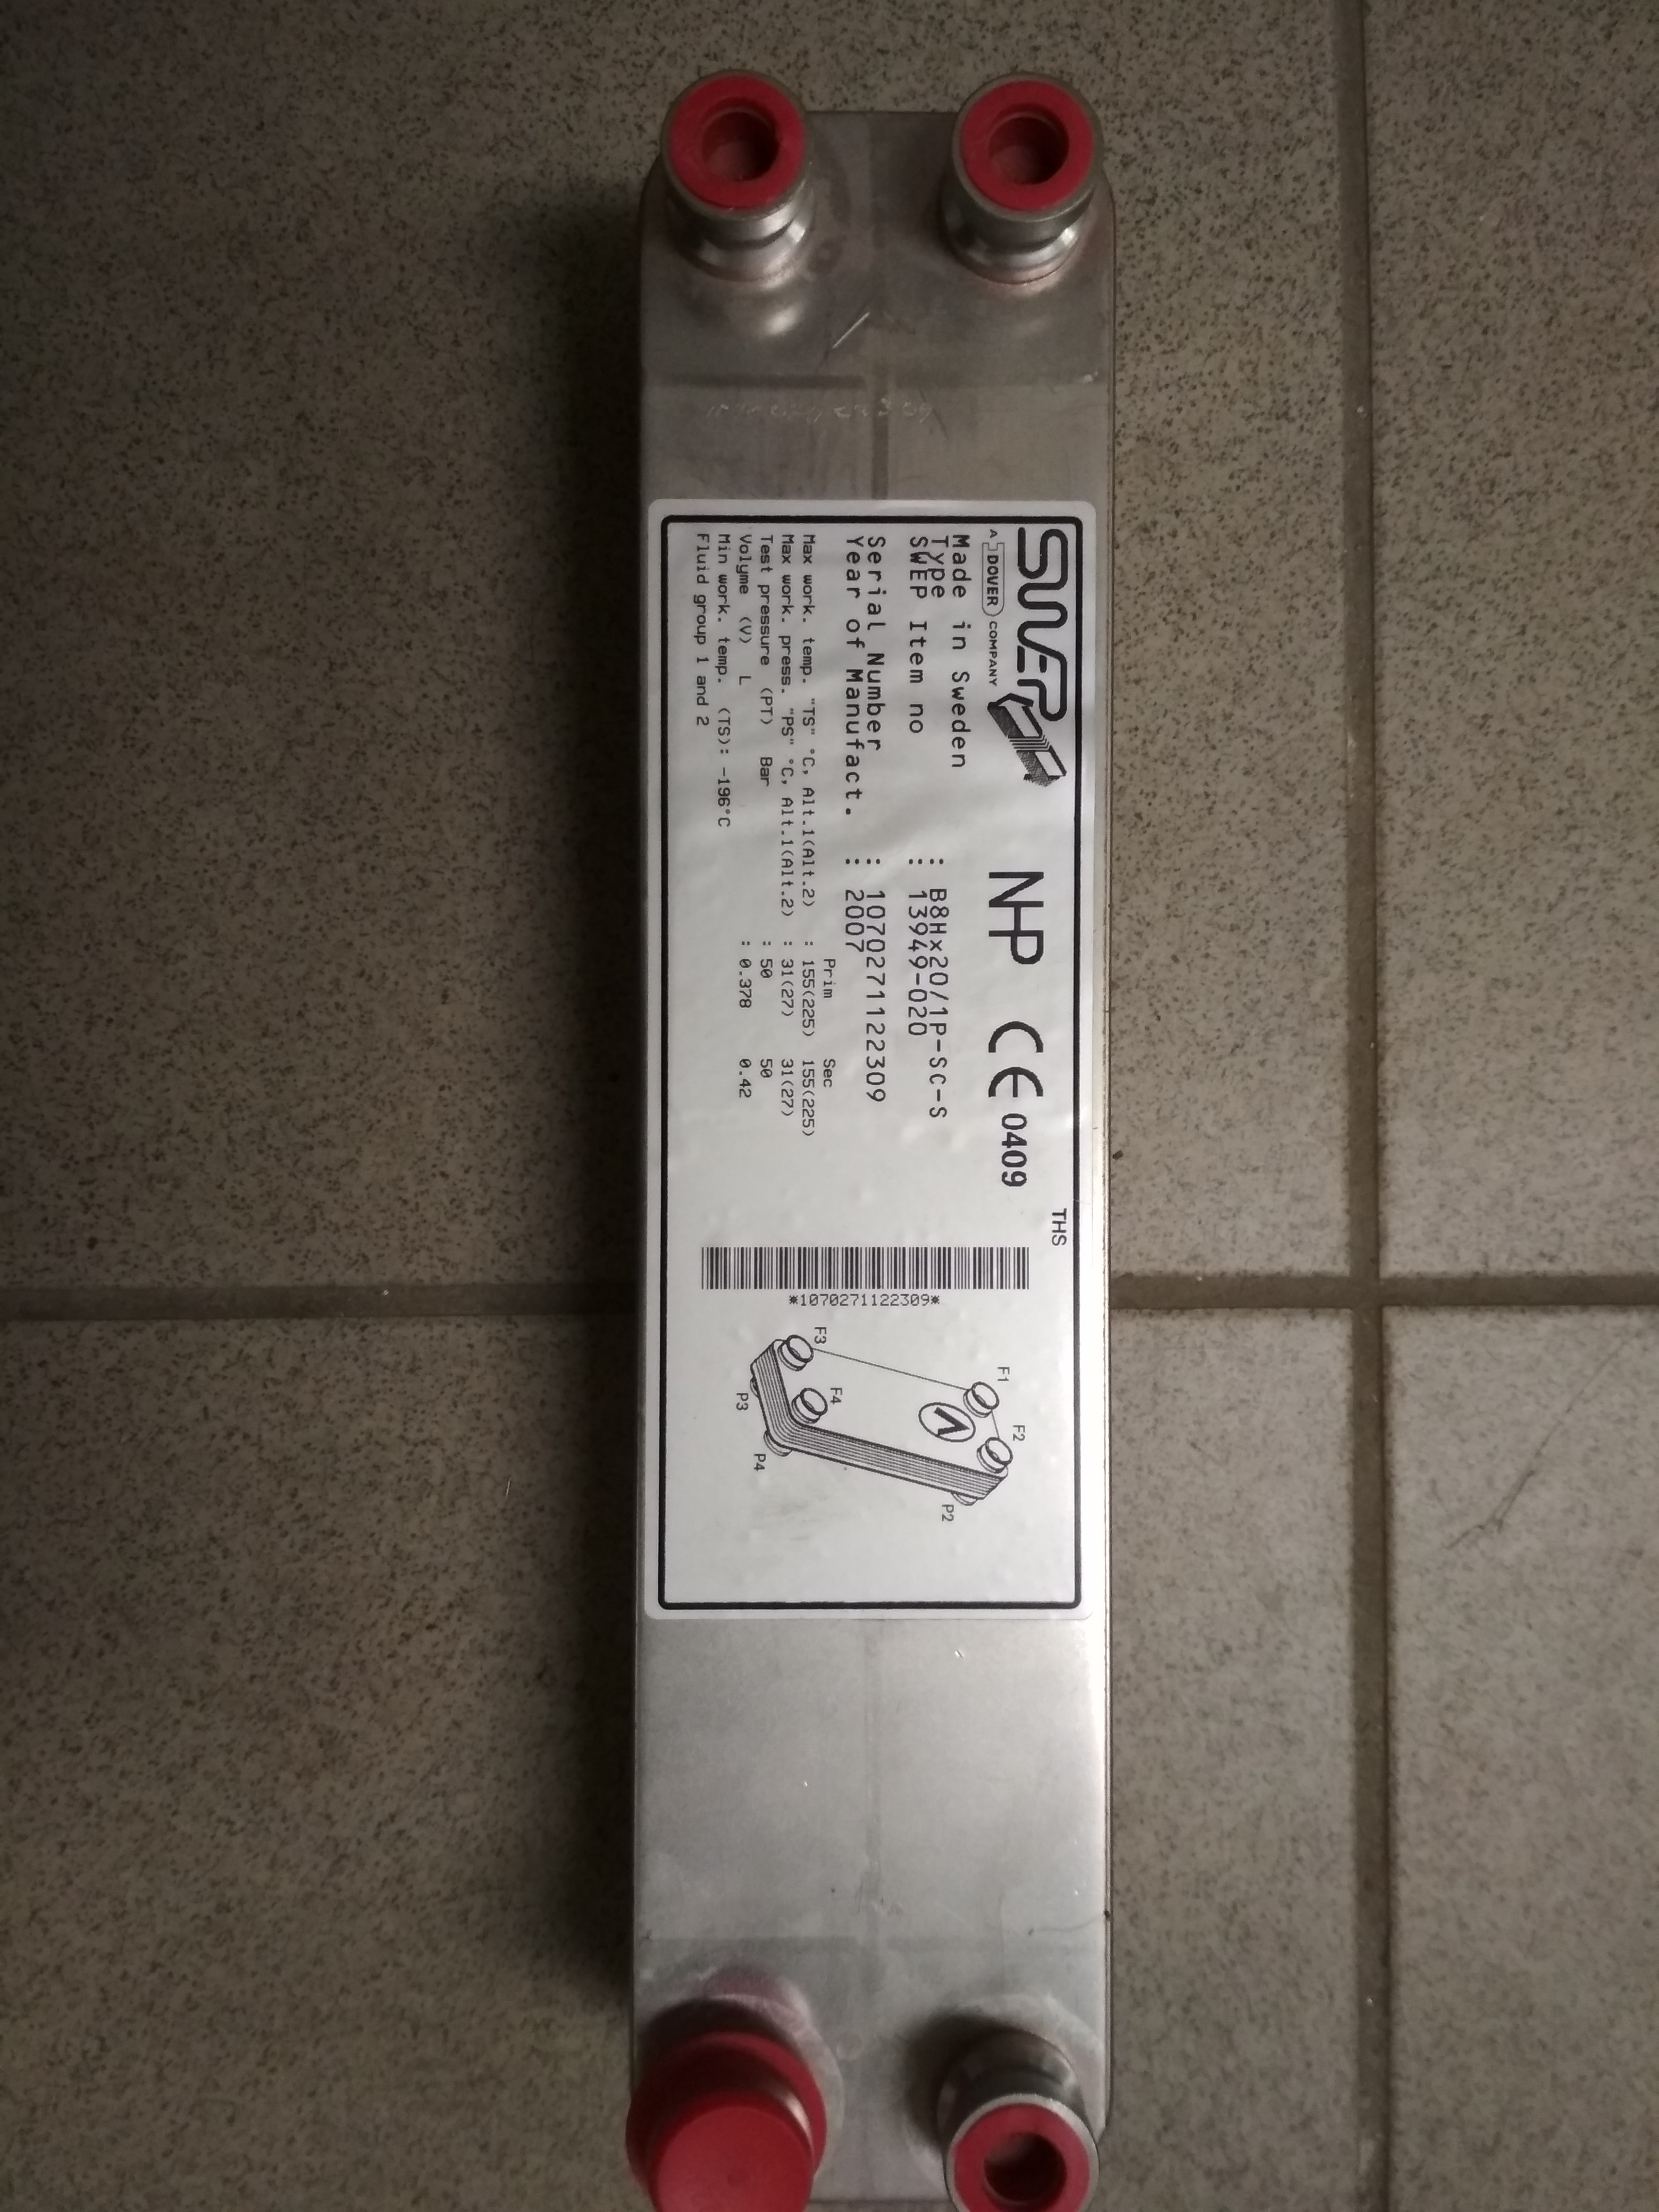 SWEP
A DOVER COMPANY
NHP CE 0409
THS
Made in Sweden
Type : B8Hx20/1P-SC-S
SWEP Item no : 13949-020
Serial Number : 1070271122309
Year of Manufact. : 2007
Prim Sec
Max work. temp. "TS" °C, Alt.1(Alt.2) : 155(225) 155(225)
Max work. press. "PS" °C, Alt.1(Alt.2) : 31(27) 31(27)
Test pressure (PT) Bar : 50 50
Volyme (V) L : 0.378 0.42
Min work. temp. (TS): -196°C
Fluid group 1 and 2
*1070271122309*
F1
F2
F3
F4
P2
P3
P4